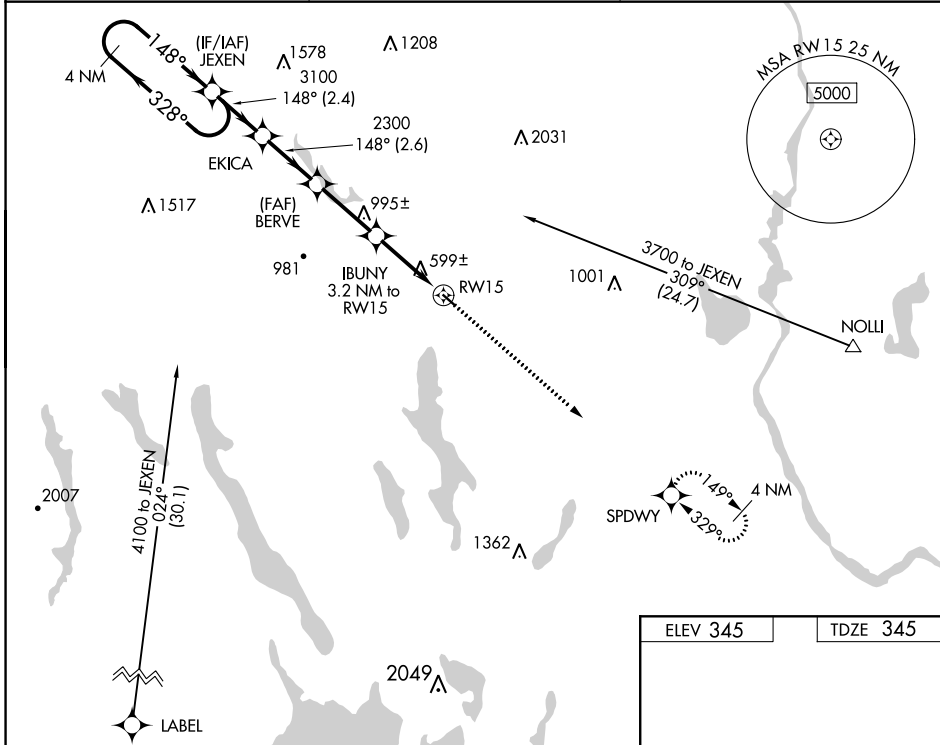 (IF/IAF)
JEXEN
148°
4 NM
328°
1578
1208
3100
148° (2.4)
2300
148° (2.6)
EKICA
2031
MSA RW15 25 NM
5000
1517
(FAF)
BERVE
995±
981
IBUNY
3.2 NM to
RW15
599±
RW15
3700 to JEXEN
309°
(24.7)
1001
NOLLI
4100 to JEXEN
024°
(30.1)
2007
149°
4 NM
SPDWY
329°
1362
ELEV 345
TDZE 345
2049
LABEL